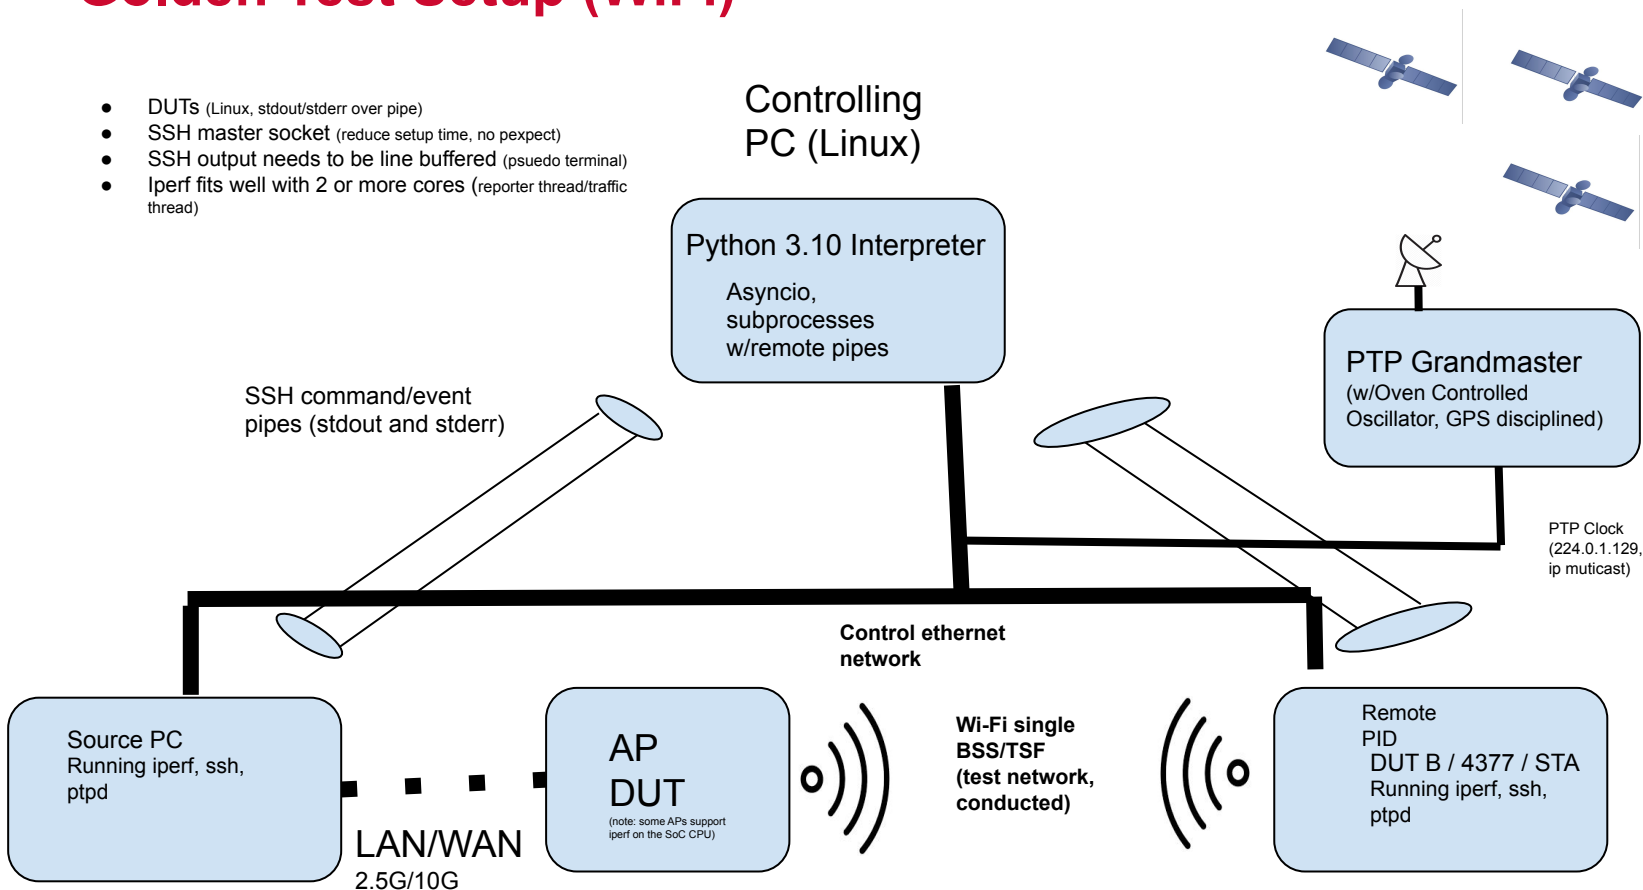 Golden Test Setup (WiFi)
● DUTs (Linux, stdout/stderr over pipe)
● SSH master socket (reduce setup time, no pexpect)
● SSH output needs to be line buffered (psuedo terminal)
● Iperf fits well with 2 or more cores (reporter thread/traffic
thread)
Controlling
PC (Linux)
Python 3.10 Interpreter
Asyncio,
subprocesses
w/remote pipes
PTP Grandmaster
(w/Oven Controlled
Oscillator, GPS disciplined)
SSH command/event
pipes (stdout and stderr)
PTP Clock
(224.0.1.129,
ip muticast)
Control ethernet
network
Source PC
Running iperf, ssh,
ptpd
LAN/WAN
2.5G/10G
AP
DUT
(note: some APs support
iperf on the SoC CPU)
Wi-Fi single
BSS/TSF
(test network,
conducted)
Remote
PID
DUT B / 4377 / STA
Running iperf, ssh,
ptpd